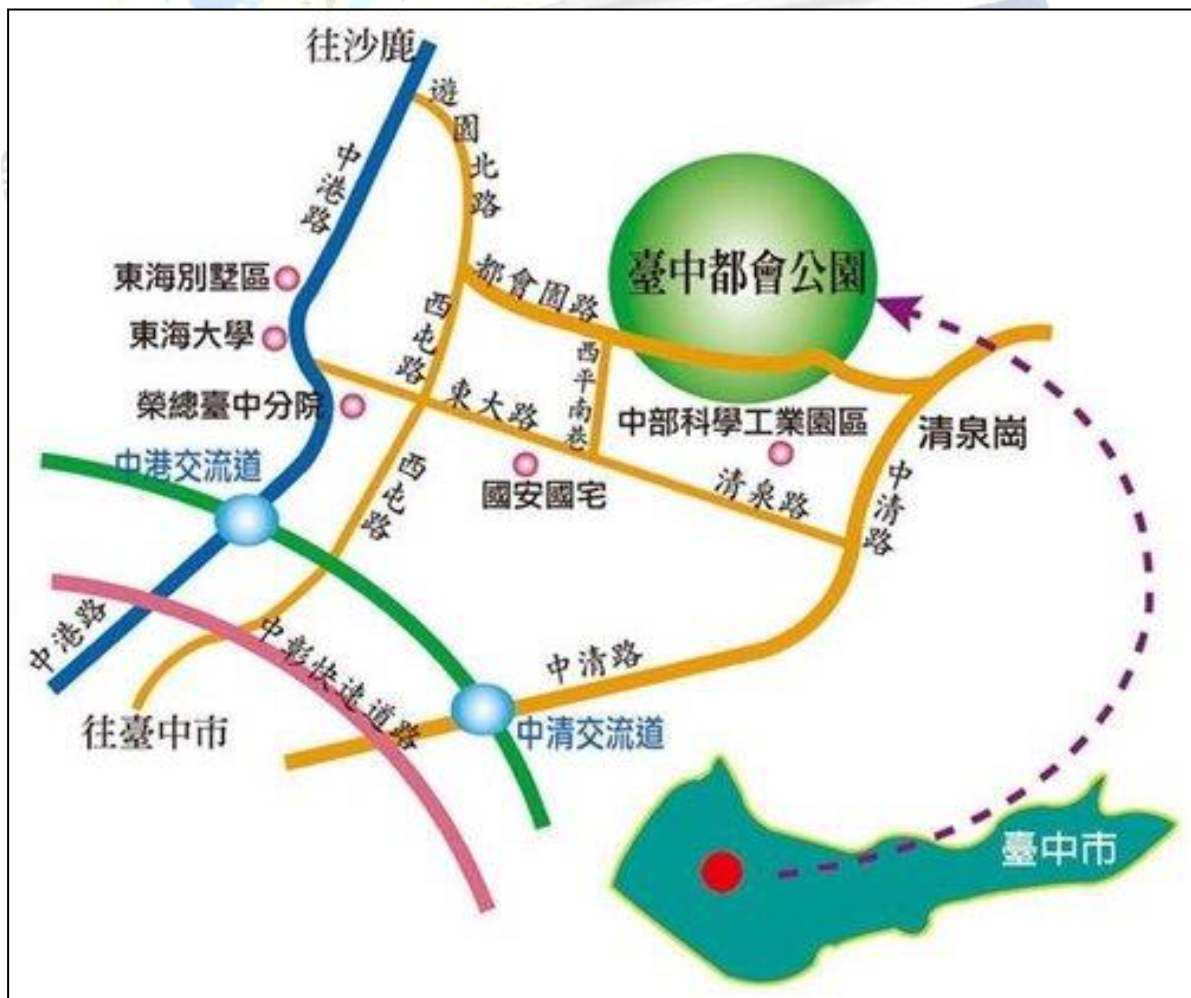 往沙鹿
遊園北路
中港路
東海別墅區
東海大學
榮總臺中分院
中港交流道
西屯路
都會園路
臺中都會公園
西平南巷
東大路
中部科學工業園區
清泉崗
國安國宅
清泉路
中清路
西屯路
中港路
中彰快速道路
中清路
往臺中市
中清交流道
臺中市